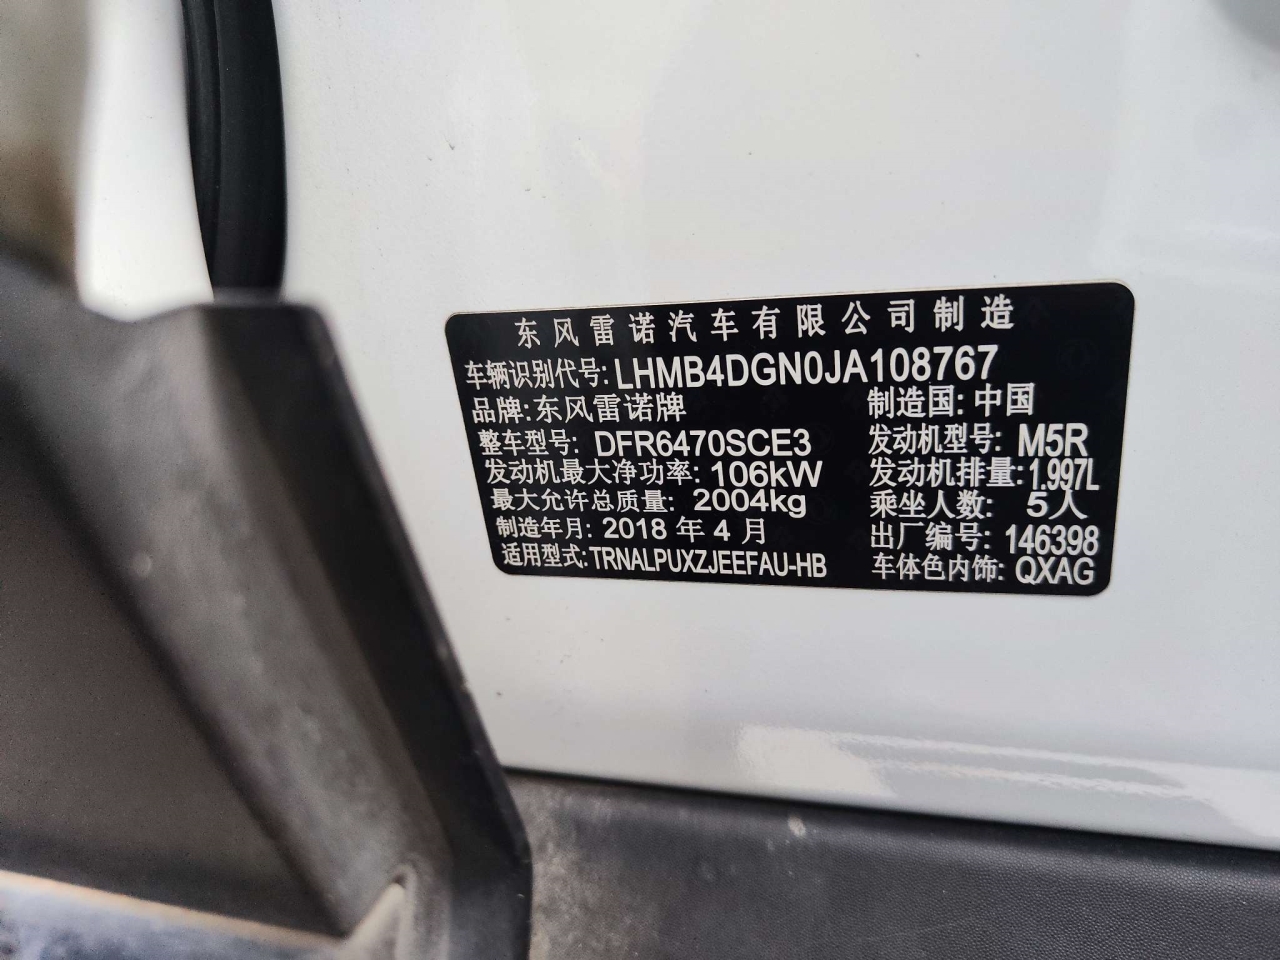 东风雷诺汽车有限公司制造
车辆识别代号: LHMB4DGN0JA108767
品牌: 东风雷诺牌 制造国: 中国
整车型号: DFR6470SCE3 发动机型号: M5R
发动机最大净功率: 106kW 发动机排量: 1.997L
最大允许总质量: 2004kg 乘坐人数: 5人
制造年月: 2018 年 4 月 出厂编号: 146398
适用型式: TRNALPUXZJEEFAU-HB 车体色内饰: QXAG